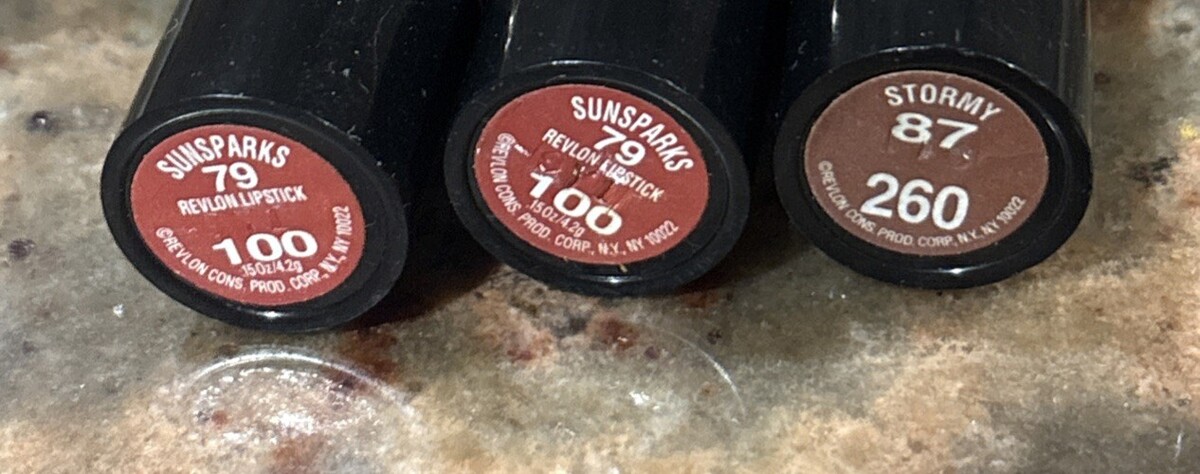 SUNSPARKS
79
REVLON LIPSTICK
100
.15Oz/4.2g
©REVLON CONS. PROD. CORP., N.Y., NY 10022
SUNSPARKS
79
REVLON LIPSTICK
100
.15Oz/4.2g
©REVLON CONS. PROD. CORP., N.Y., NY 10022
STORMY
87
260
©REVLON CONS. PROD. CORP., N.Y., N.Y. 10022